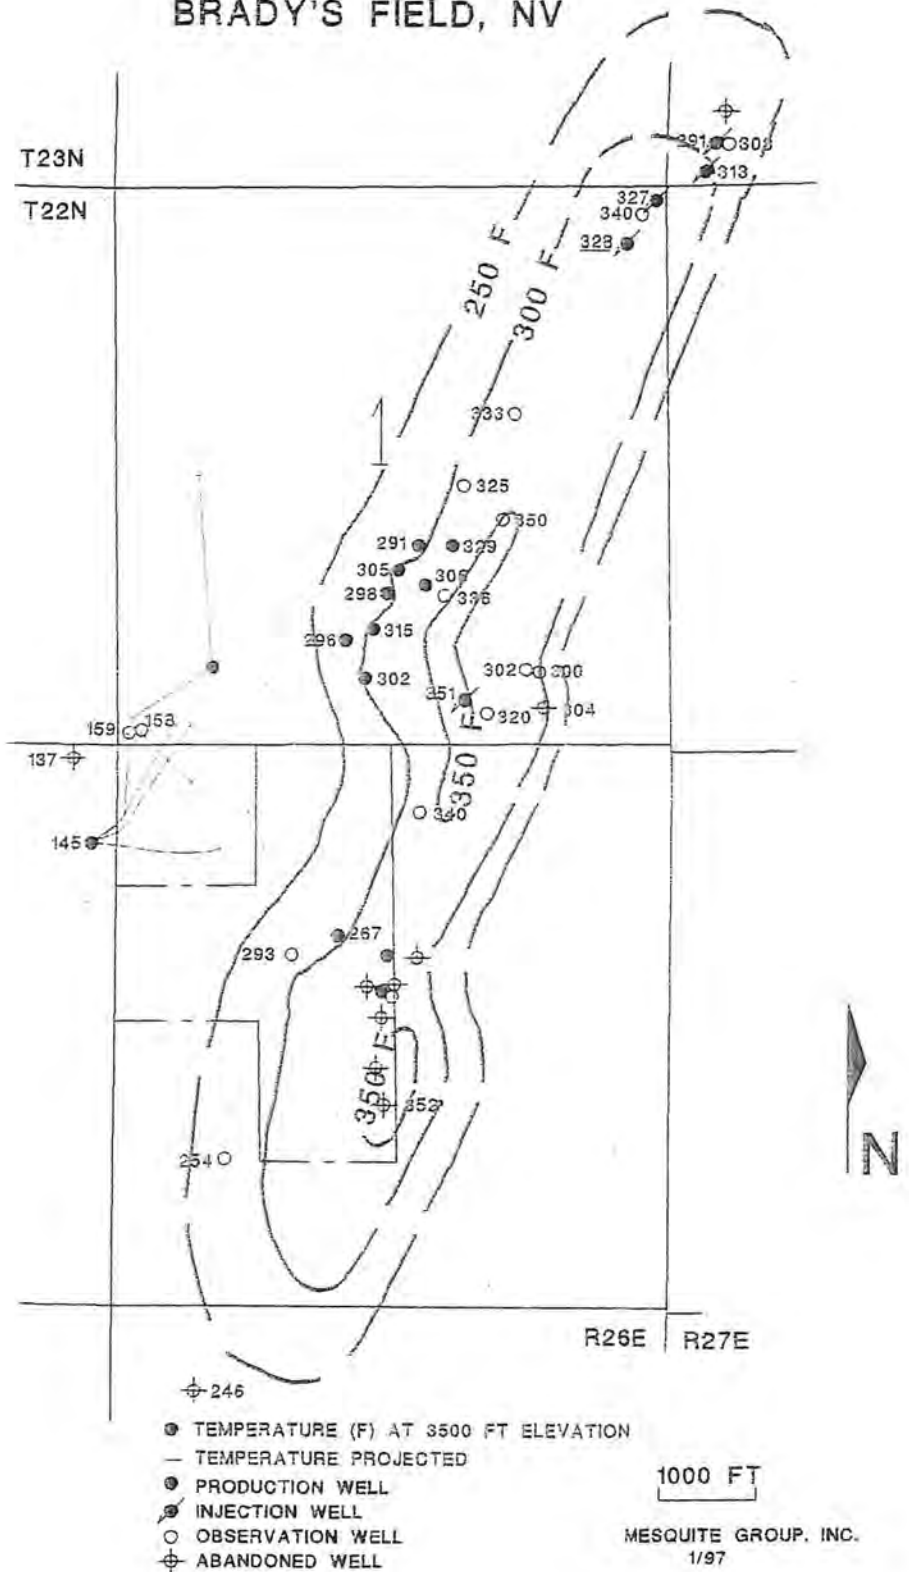 BRADY'S FIELD, NV
T23N
T22N
291 303
313
327
340
328
250 F
300 F
333
325
350
291 329
305 306
298 336
296 315
302
302 300
351
320 304
350 F
159 158
137
145
340
267
293
350 F
352
254
R26E R27E
246
N
TEMPERATURE (F) AT 3500 FT ELEVATION
TEMPERATURE PROJECTED
PRODUCTION WELL
INJECTION WELL
OBSERVATION WELL
ABANDONED WELL
1000 FT
MESQUITE GROUP, INC.
1/97